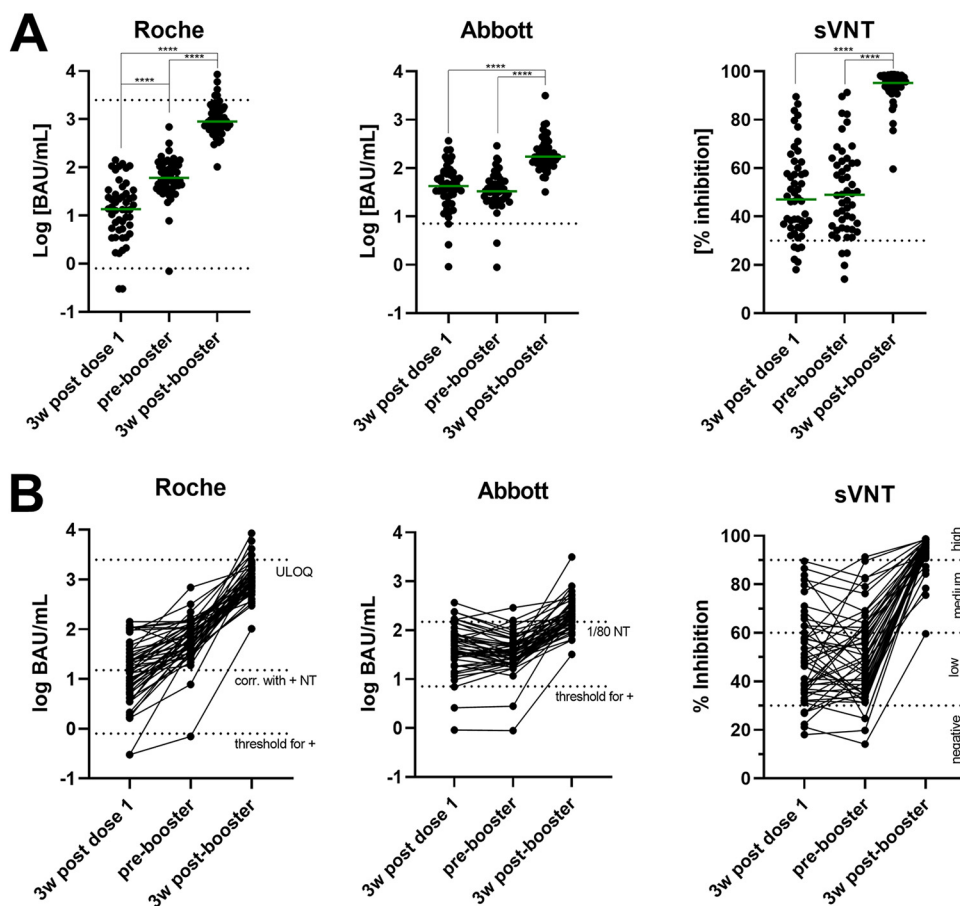 A
Roche
Abbott
sVNT
****
****
****
Log [BAU/mL]
4
3
2
1
0
-1
3w post dose 1
pre-booster
3w post-booster
****
****
Log [BAU/mL]
4
3
2
1
0
-1
3w post dose 1
pre-booster
3w post-booster
****
****
[% inhibition]
100
80
60
40
20
0
3w post dose 1
pre-booster
3w post-booster
B
Roche
Abbott
sVNT
log BAU/mL
4
3
2
1
0
-1
ULOQ
corr. with + NT
threshold for +
3w post dose 1
pre-booster
3w post-booster
log BAU/mL
4
3
2
1
0
-1
1/80 NT
threshold for +
3w post dose 1
pre-booster
3w post-booster
% Inhibition
100
80
60
40
20
0
high
medium
low
negative
3w post dose 1
pre-booster
3w post-booster